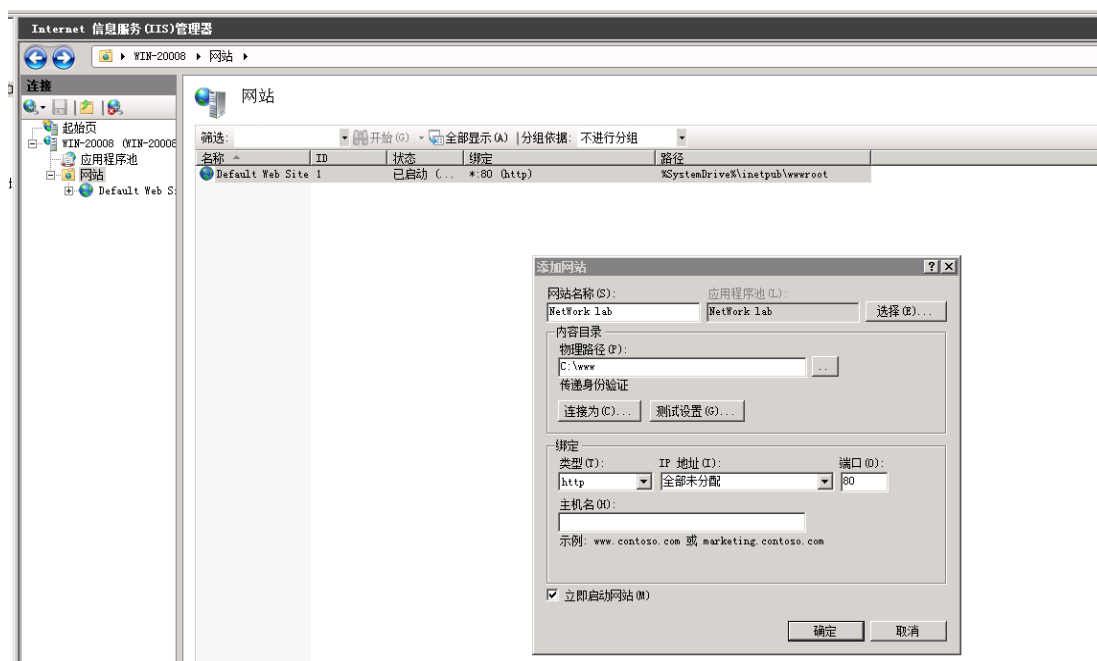 Internet 信息服务(IIS)管理器
WIN-20008 网站
连接
起始页
WIN-20008 (WIN-20008
应用程序池
网站
Default Web S
网站
筛选: 开始(G) 全部显示(A) 分组依据: 不进行分组
名称 ID 状态 绑定 路径
Default Web Site 1 已启动 (... *:80 (http) %SystemDrive%\inetpub\wwwroot
添加网站
网站名称(S): 应用程序池(L):
NetWork lab NetWork lab 选择(E)...
内容目录
物理路径(P):
C:\www ..
传递身份验证
连接为(C)... 测试设置(G)...
绑定
类型(T): IP 地址(I): 端口(O):
http 全部未分配 80
主机名(H):
示例: www.contoso.com 或 marketing.contoso.com
立即启动网站(M)
确定 取消